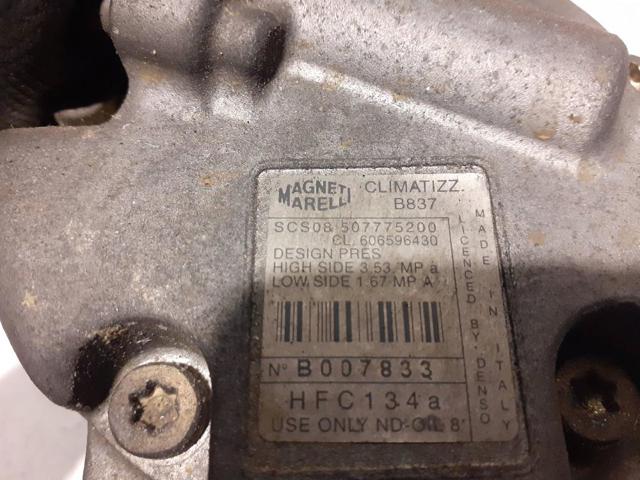 MAGNETI MARELLI CLIMATIZZ.
B837
SCS08 507775200
CL. 606596430
DESIGN PRES
HIGH SIDE 3.53 MP a
LOW SIDE 1.67 MP A
Nº B007833
HFC134a
USE ONLY ND-OIL 8'
LICENCED BY DENSO
MADE IN ITALY